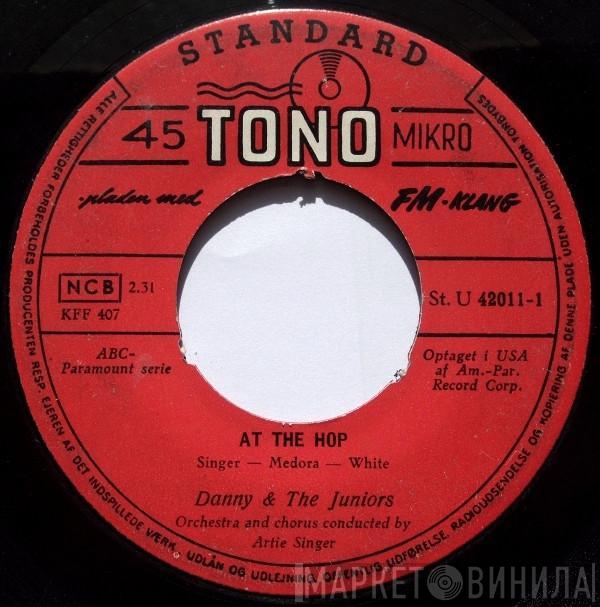 STANDARD
45 TONO MIKRO
-pladen med FM-KLANG
NCB 2.31
KFF 407
St. U 42011-1
ABC-
Paramount serie
Optaget i USA
af Am.-Par.
Record Corp.
AT THE HOP
Singer — Medora — White
Danny & The Juniors
Orchestra and chorus conducted by
Artie Singer
ALLE RETTIGHEDER FORBEHOLDES PRODUCENTEN RESP. EJEREN AF DET INDSPILLEDE VÆRK. UDLÅN OG UDLEJNING, OFFENTLIG UDFØRELSE, RADIOUDSENDELSE OG KOPIERING AF DENNE PLADE UDEN AUTORISATION FORBYDES
МАРКЕТ ВИНИЛА